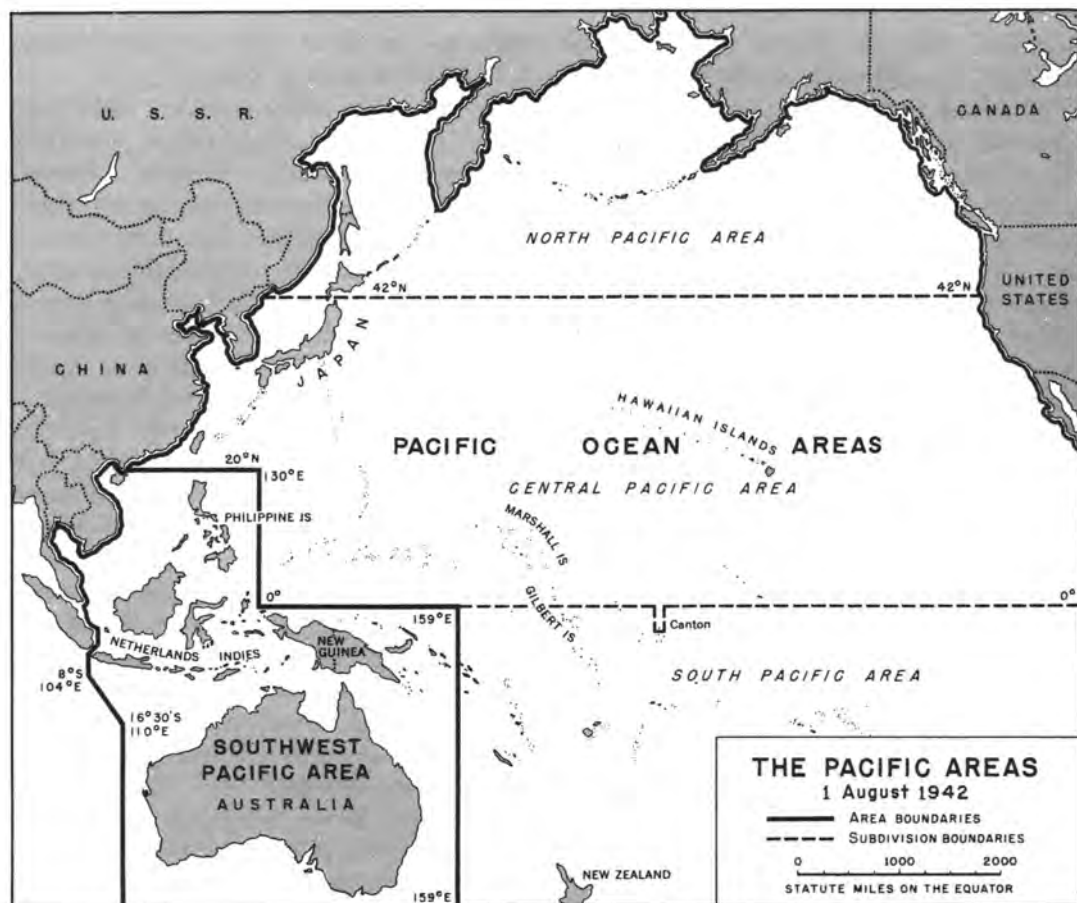 U. S. S. R.
CANADA
NORTH PACIFIC AREA
UNITED
STATES
42°N
42°N
CHINA
JAPAN
HAWAIIAN ISLANDS
PACIFIC OCEAN AREAS
20°N
130°E
CENTRAL PACIFIC AREA
PHILIPPINE IS
MARSHALL IS
GILBERT IS
0°
159°E
0°
Canton
NETHERLANDS INDIES
NEW
GUINEA
8°S
104°E
SOUTH PACIFIC AREA
16°30'S
110°E
SOUTHWEST
PACIFIC AREA
AUSTRALIA
159°E
NEW ZEALAND
THE PACIFIC AREAS
1 August 1942
AREA BOUNDARIES
SUBDIVISION BOUNDARIES
0 1000 2000
STATUTE MILES ON THE EQUATOR